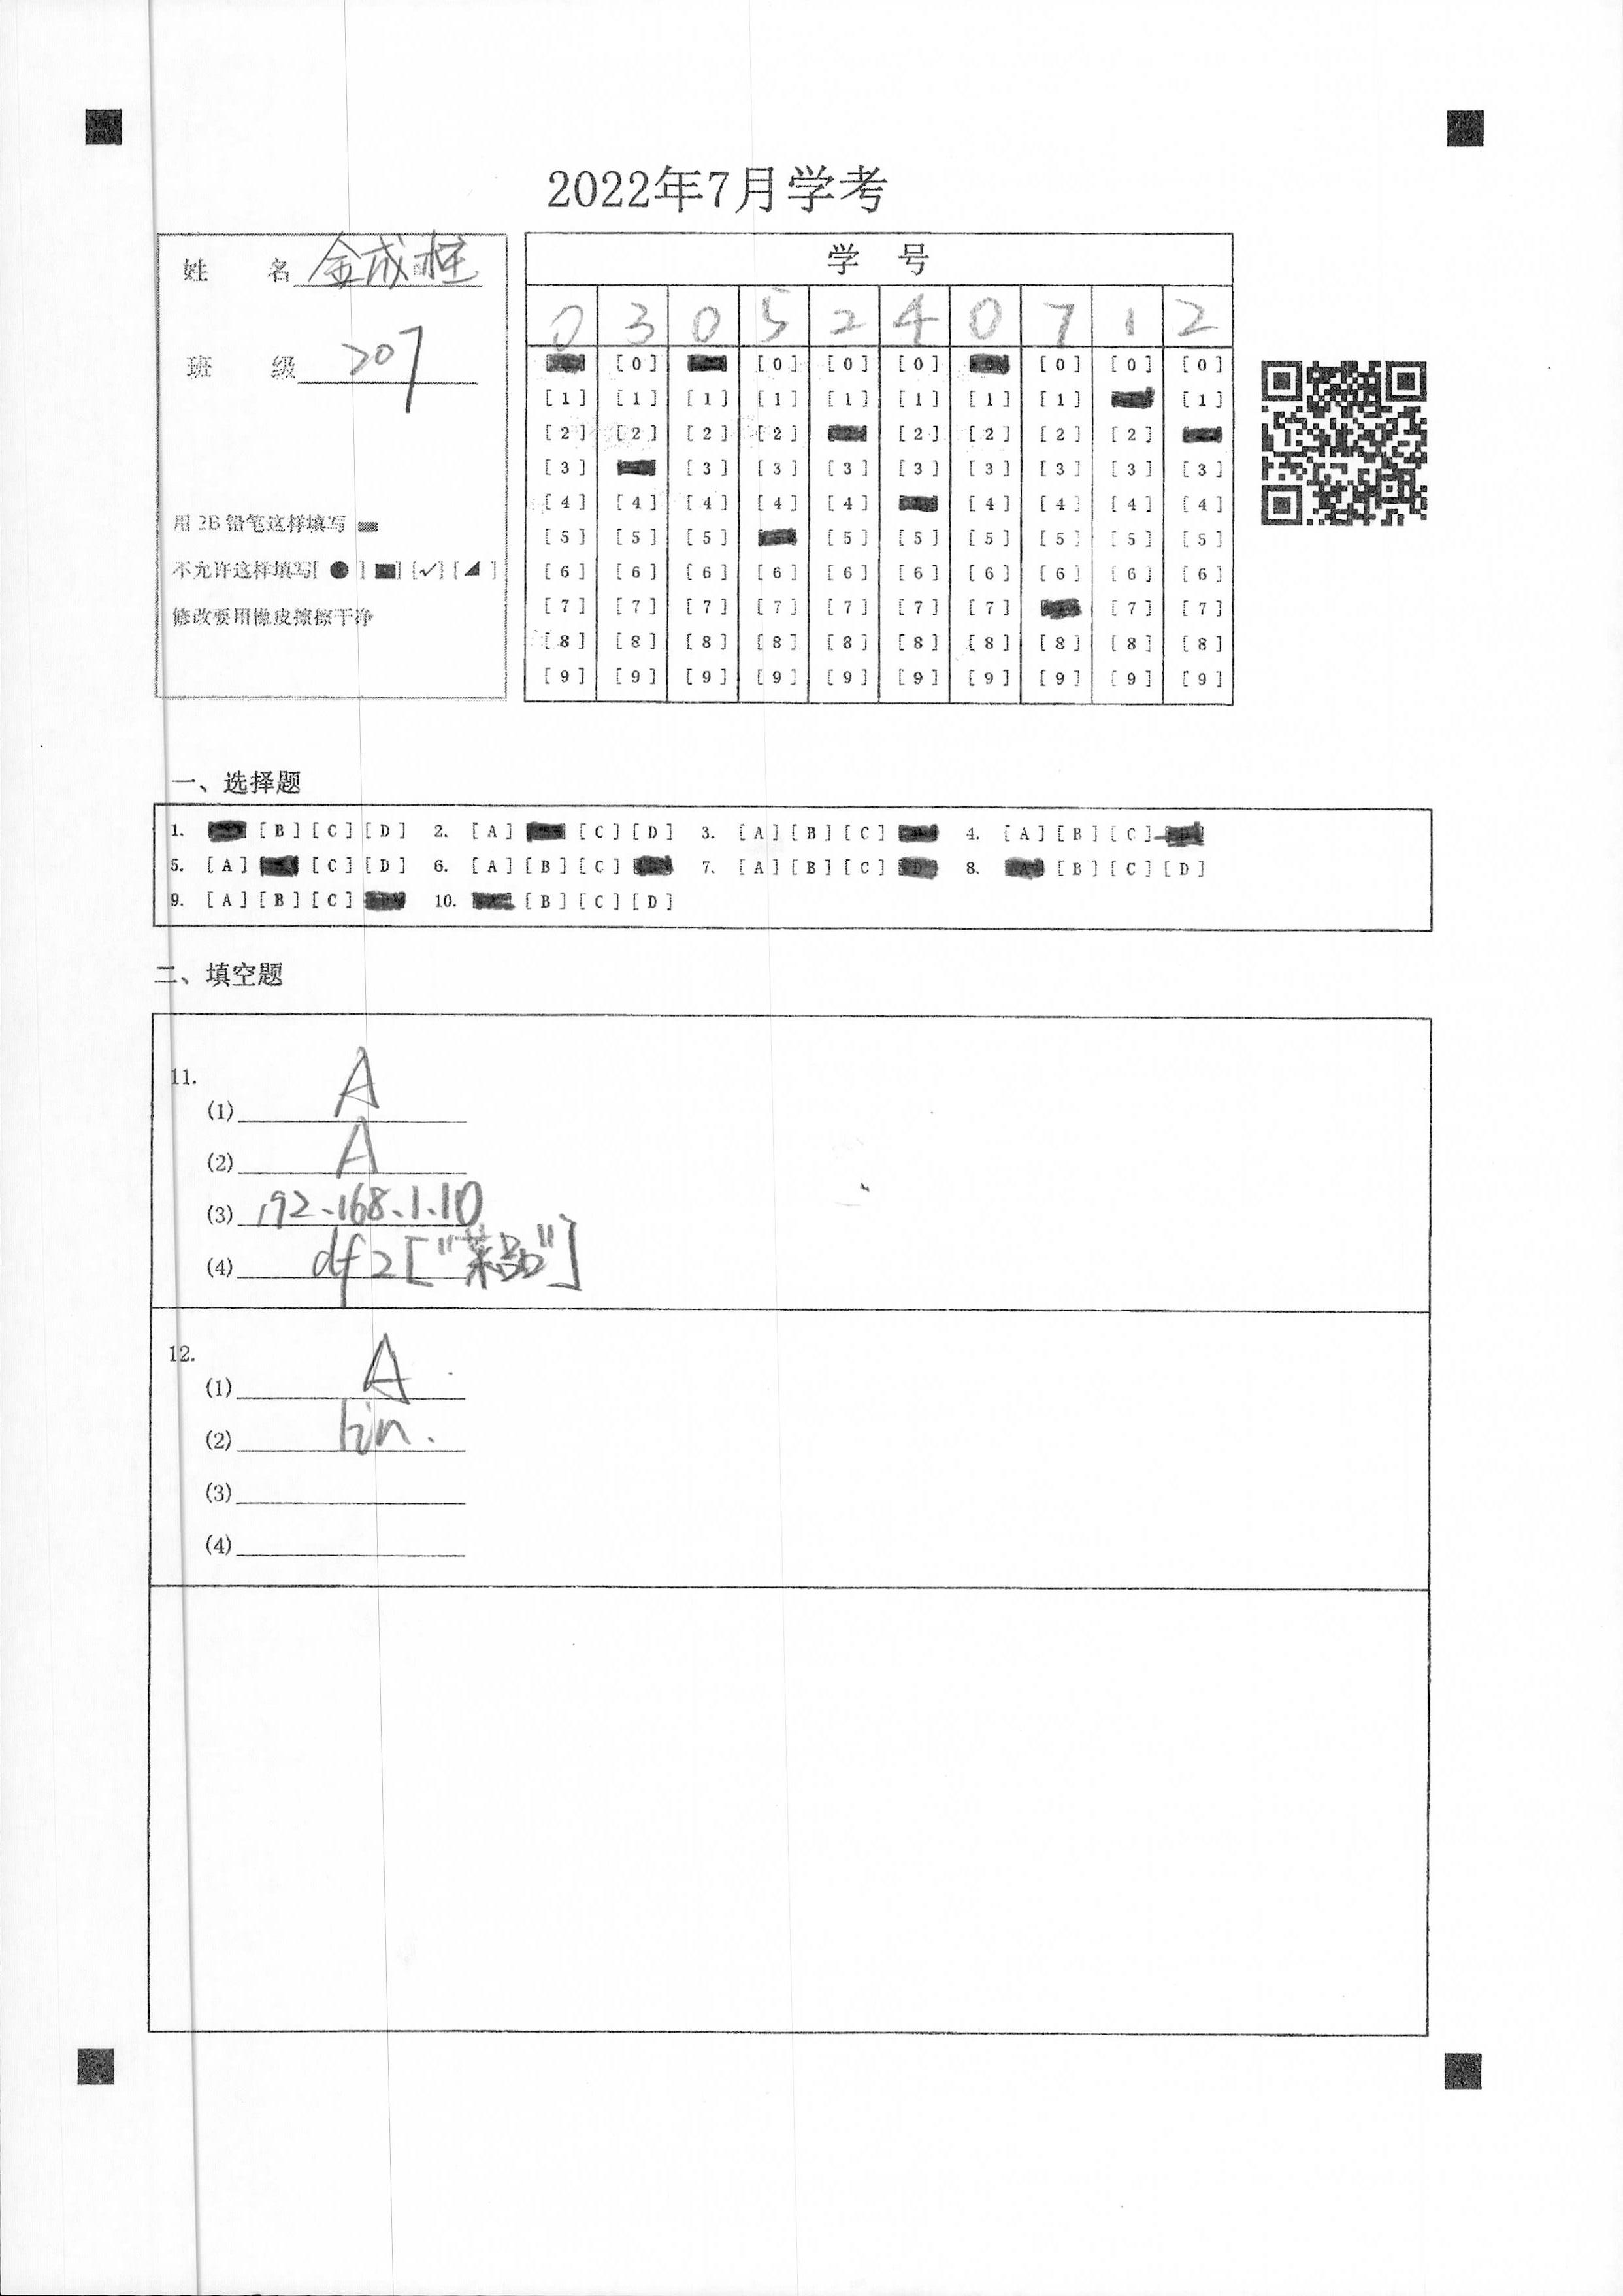 2022年7月学考
姓 名 金成桎
班 级 207
用 2B 铅笔这样填写
不允许这样填写[ ● ] [■] [✓] [◢ ]
修改要用橡皮擦擦干净
学 号
0 3 0 5 2 4 0 7 1 2
[0] [0] [0] [0] [0] [0] [0]
[1] [1] [1] [1] [1] [1] [1] [1] [1]
[2] [2] [2] [2] [2] [2] [2] [2]
[3] [3] [3] [3] [3] [3] [3] [3] [3]
[4] [4] [4] [4] [4] [4] [4] [4] [4]
[5] [5] [5] [5] [5] [5] [5] [5] [5]
[6] [6] [6] [6] [6] [6] [6] [6] [6] [6]
[7] [7] [7] [7] [7] [7] [7] [7] [7]
[8] [8] [8] [8] [8] [8] [8] [8] [8] [8]
[9] [9] [9] [9] [9] [9] [9] [9] [9] [9]
一、选择题
1. [B] [C] [D] 2. [A] [C] [D] 3. [A] [B] [C] 4. [A] [B] [C]
5. [A] [C] [D] 6. [A] [B] [C] 7. [A] [B] [C] 8. [B] [C] [D]
9. [A] [B] [C] 10. [B] [C] [D]
二、填空题
11.
(1) A
(2) A
(3) 192.168.1.10
(4) df2["菜品"]
12.
(1) A
(2)
(3)
(4)